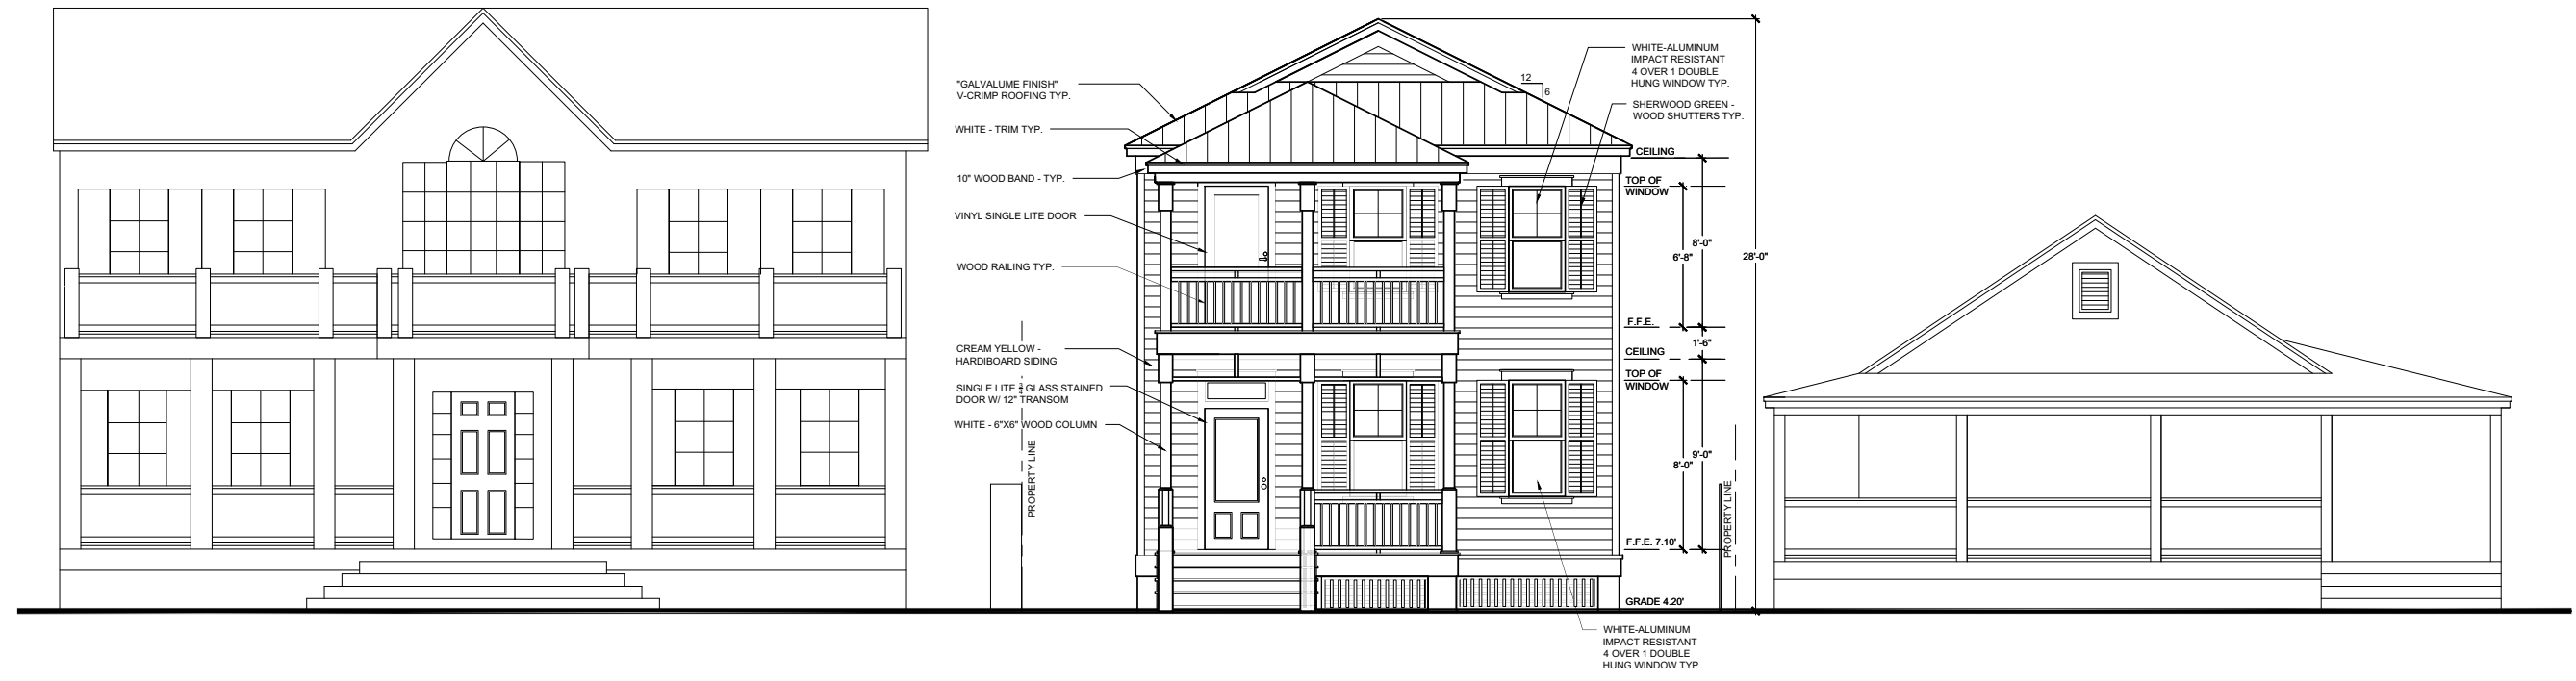 "GALVALUME FINISH"
V-CRIMP ROOFING TYP.
WHITE - TRIM TYP.
10" WOOD BAND - TYP.
VINYL SINGLE LITE DOOR
WOOD RAILING TYP.
CREAM YELLOW -
HARDIBOARD SIDING
SINGLE LITE GLASS STAINED
DOOR W/ 12" TRANSOM
WHITE - 6"X6" WOOD COLUMN
PROPERTY LINE
12
6
WHITE-ALUMINUM
IMPACT RESISTANT
4 OVER 1 DOUBLE
HUNG WINDOW TYP.
SHERWOOD GREEN -
WOOD SHUTTERS TYP.
CEILING
TOP OF
WINDOW
8'-0"
6'-8"
28'-0"
F.F.E.
1'-6"
CEILING
TOP OF
WINDOW
9'-0"
8'-0"
F.F.E. 7.10'
PROPERTY LINE
GRADE 4.20'
WHITE-ALUMINUM
IMPACT RESISTANT
4 OVER 1 DOUBLE
HUNG WINDOW TYP.